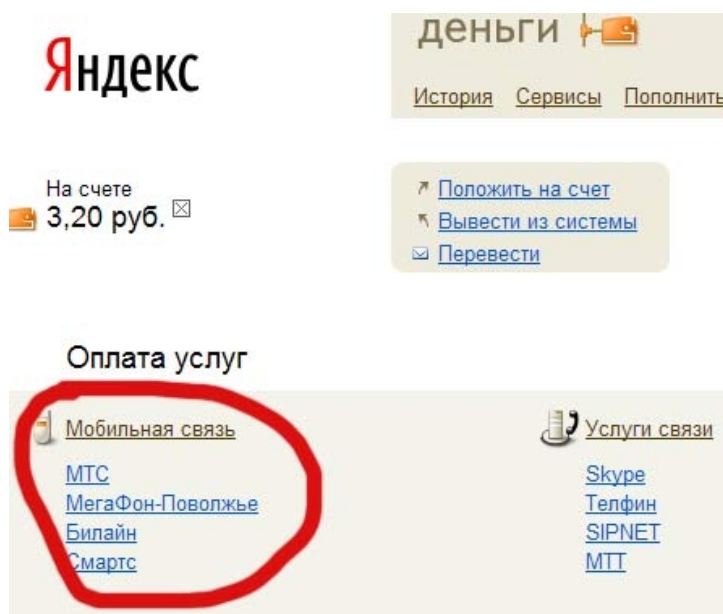 Яндекс
деньги
История Сервисы Пополнить
На счете
3,20 руб.
Положить на счет
Вывести из системы
Перевести
Оплата услуг
Мобильная связь
МТС
МегаФон-Поволжье
Билайн
Смартс
Услуги связи
Skype
Телфин
SIPNET
МТТ